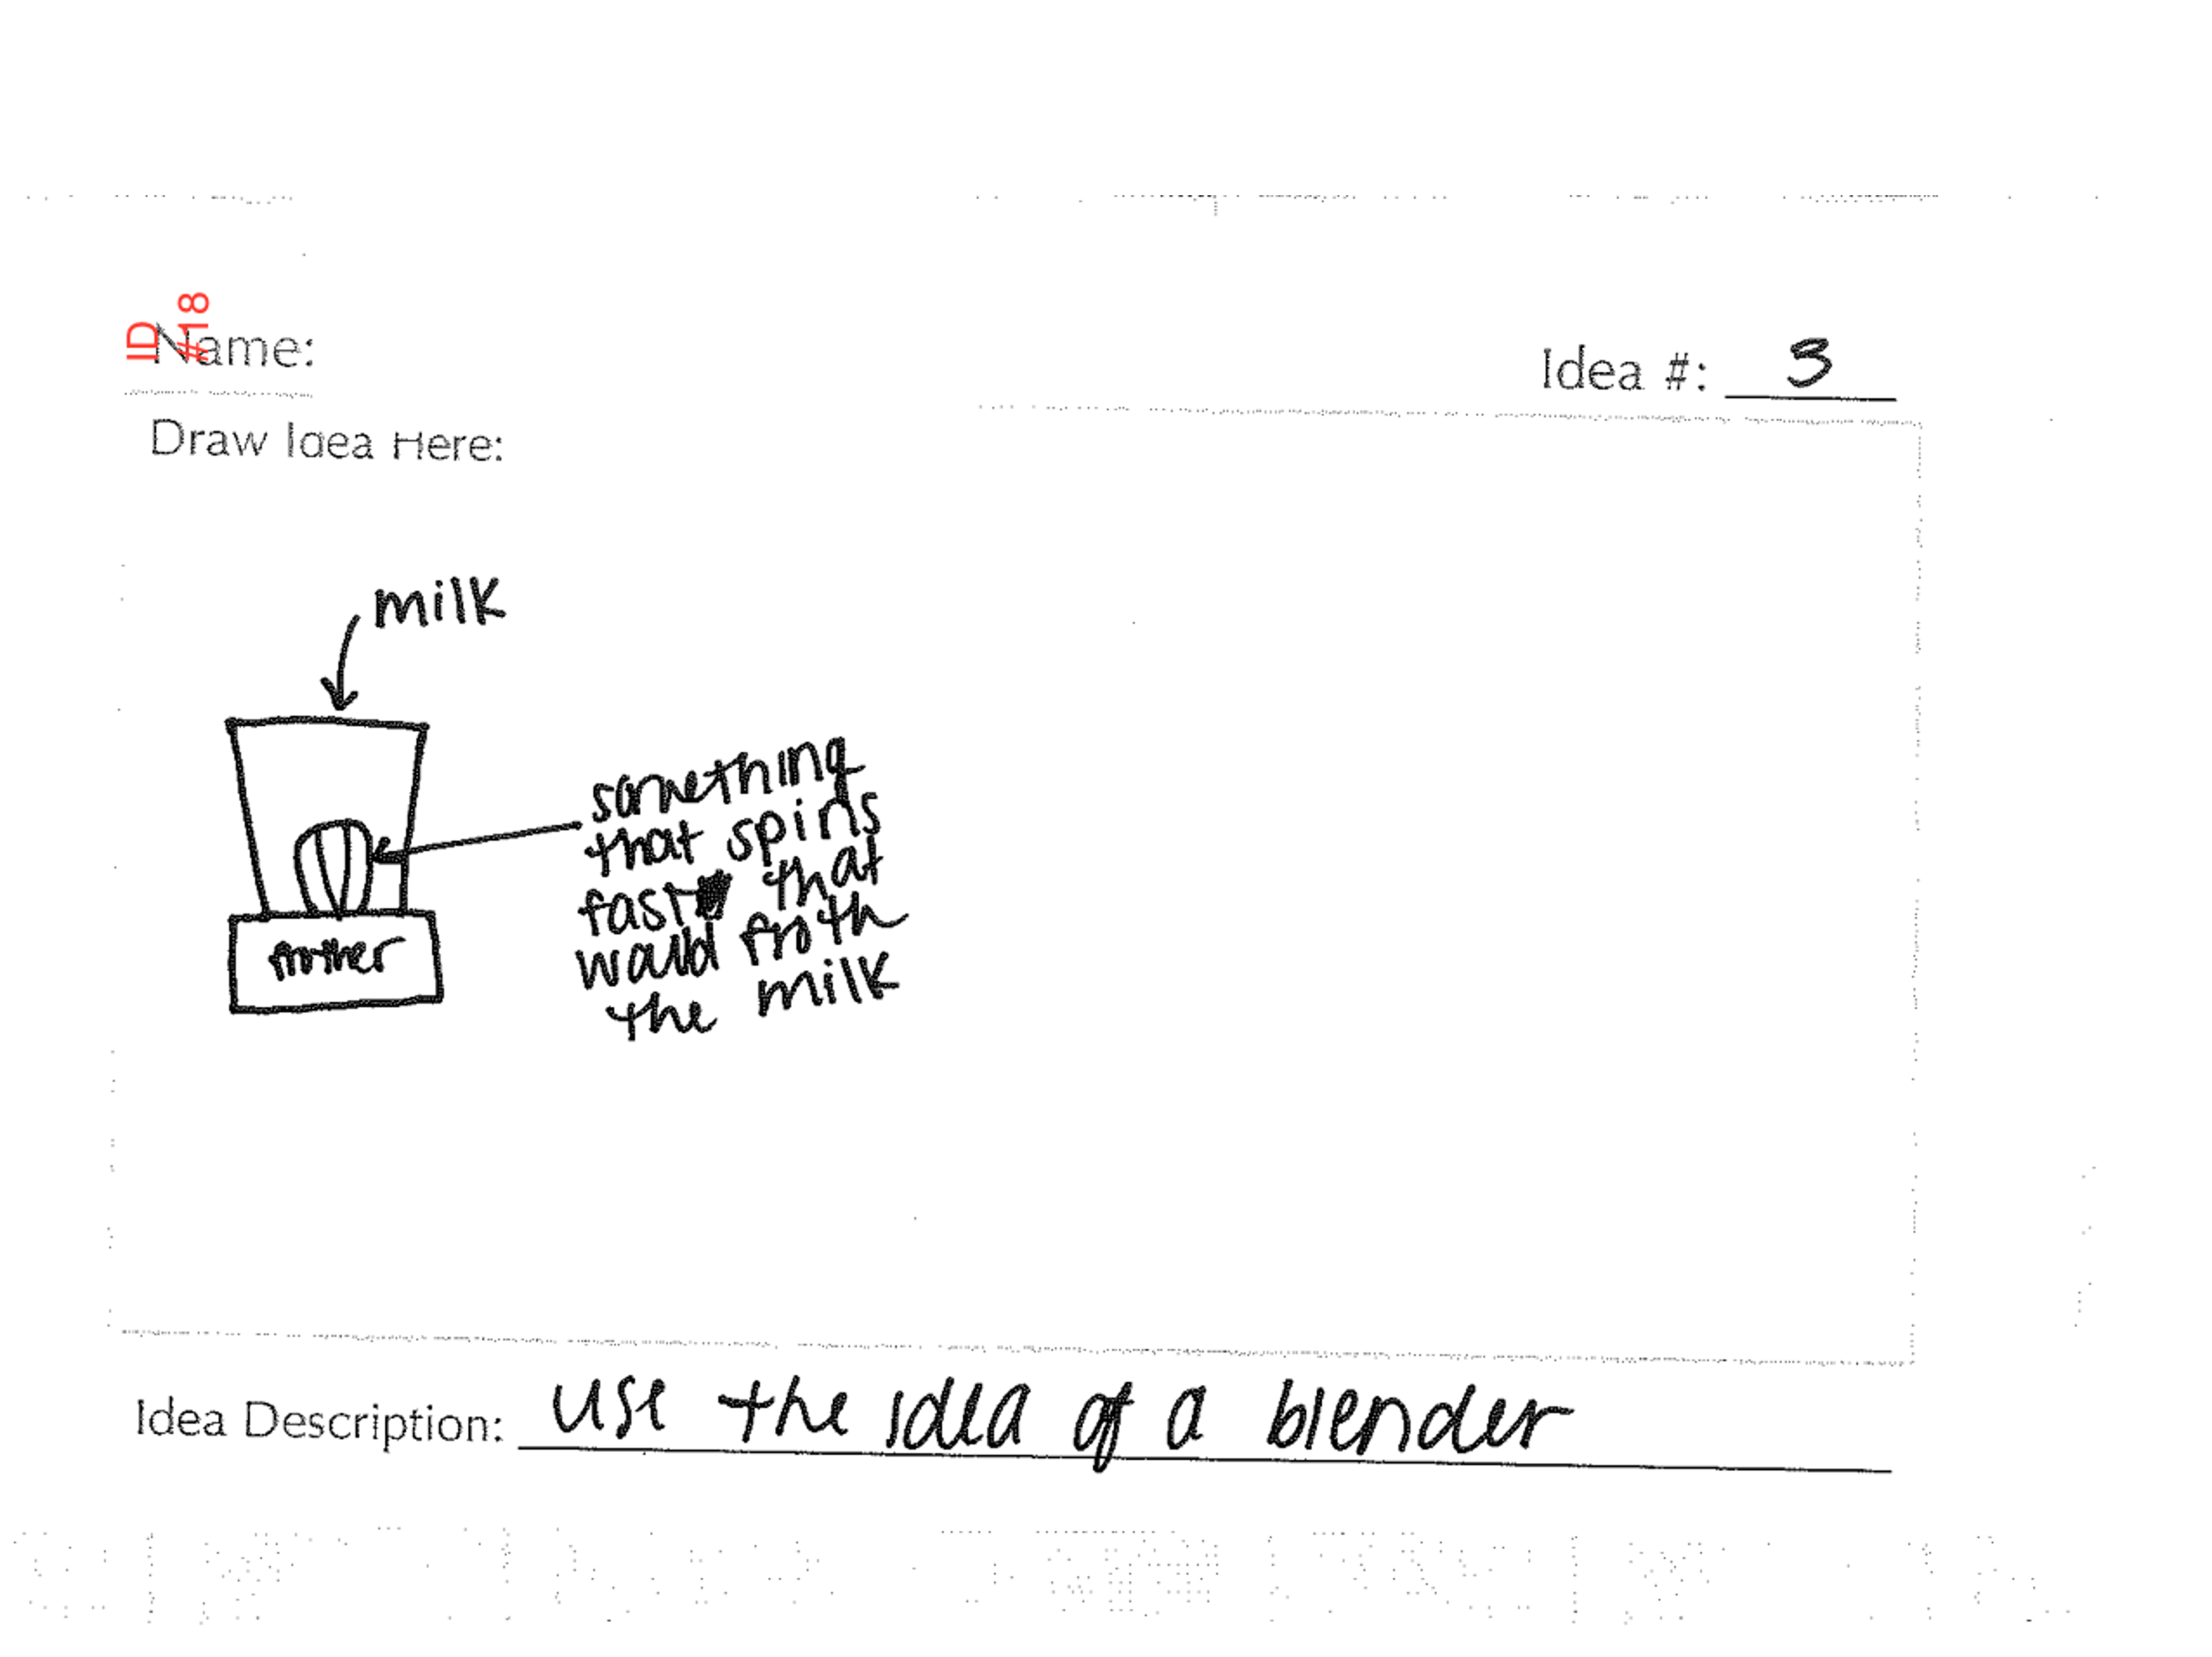 ID
#18
Name:
Idea #: 3
Draw Idea Here:
milk
something
that spins
fast that
would froth
the milk
frother
Idea Description: use the idea of a blender